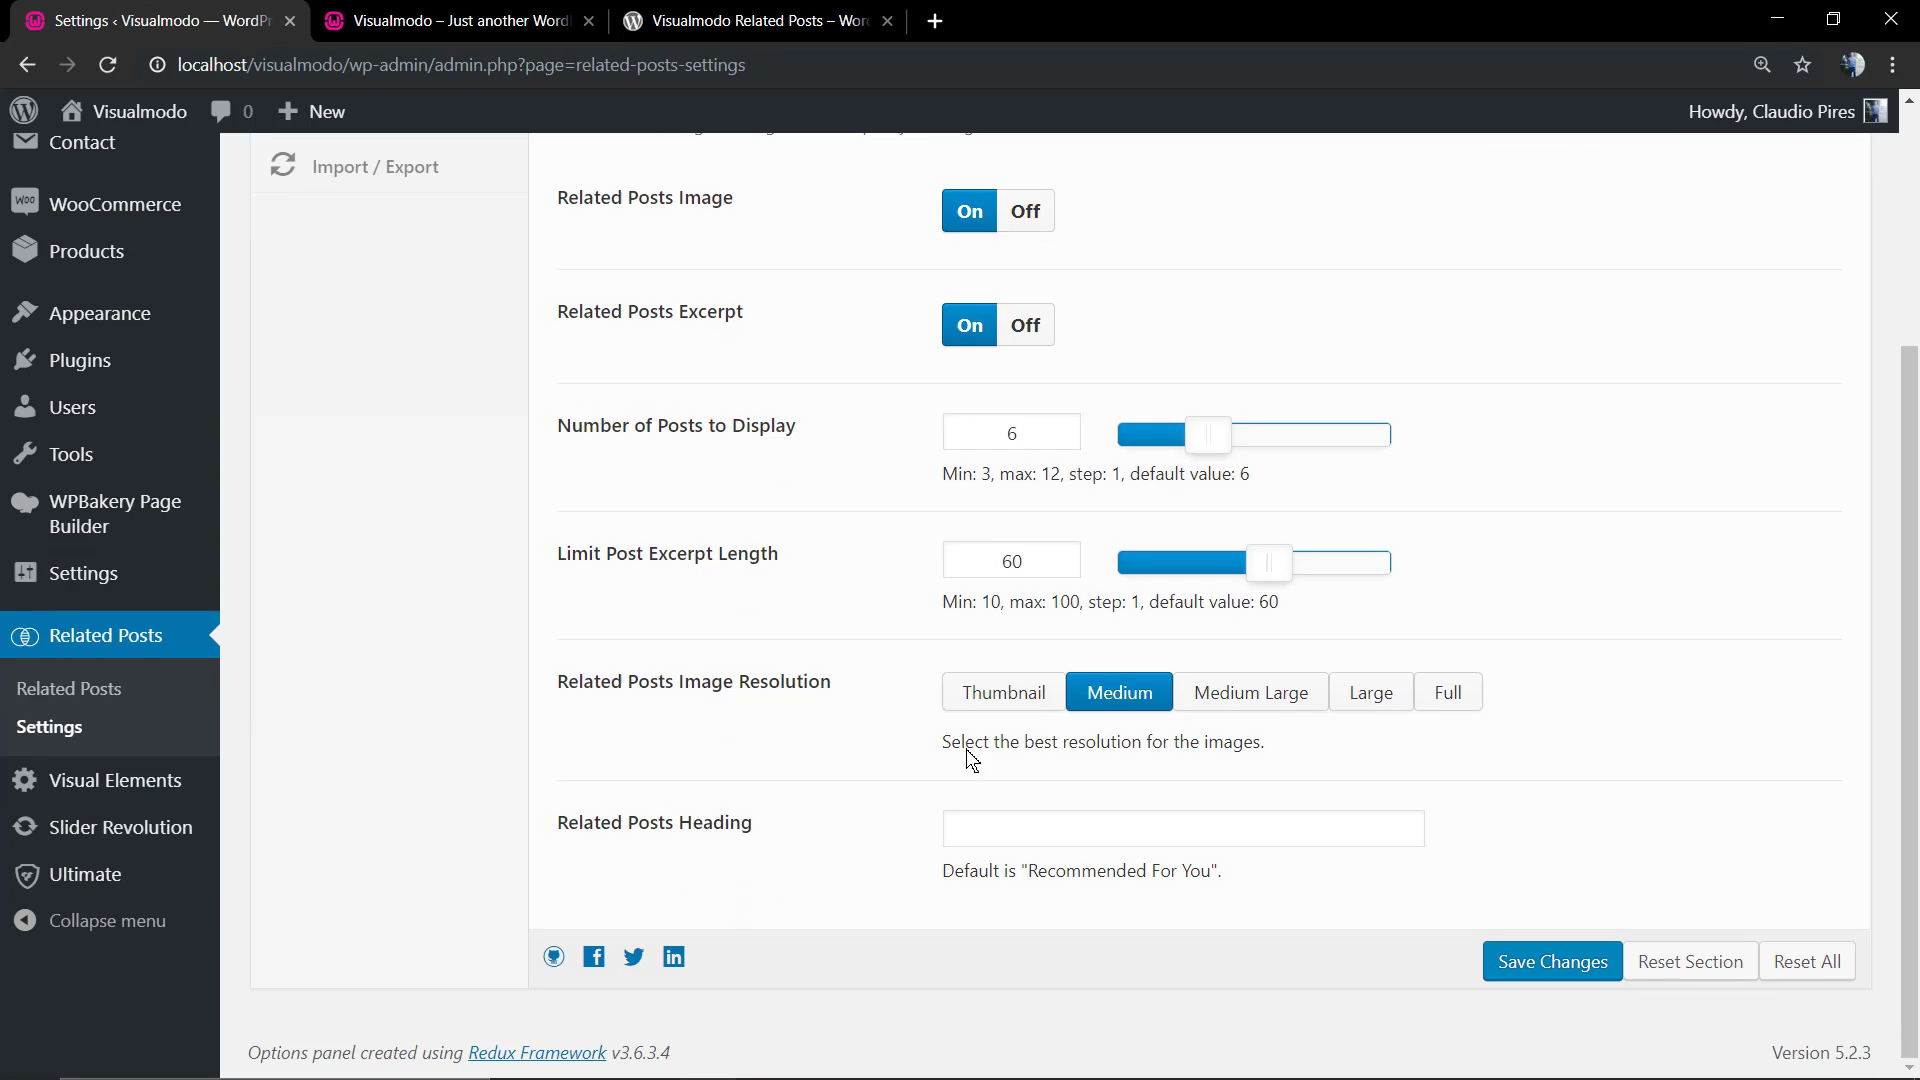 Settings ‹ Visualmodo — WordPr
Visualmodo – Just another Word
Visualmodo Related Posts – Wor
localhost/visualmodo/wp-admin/admin.php?page=related-posts-settings
Visualmodo
0
New
Howdy, Claudio Pires
Contact
WOO
WooCommerce
Products
Appearance
Plugins
Users
Tools
WPBakery Page
Builder
Settings
Related Posts
Related Posts
Settings
Visual Elements
Slider Revolution
Ultimate
Collapse menu
Import / Export
Related Posts Image
On
Off
Related Posts Excerpt
On
Off
Number of Posts to Display
6
Min: 3, max: 12, step: 1, default value: 6
Limit Post Excerpt Length
60
Min: 10, max: 100, step: 1, default value: 60
Related Posts Image Resolution
Thumbnail
Medium
Medium Large
Large
Full
Select the best resolution for the images.
Related Posts Heading
Default is "Recommended For You".
Save Changes
Reset Section
Reset All
Options panel created using Redux Framework v3.6.3.4
Version 5.2.3